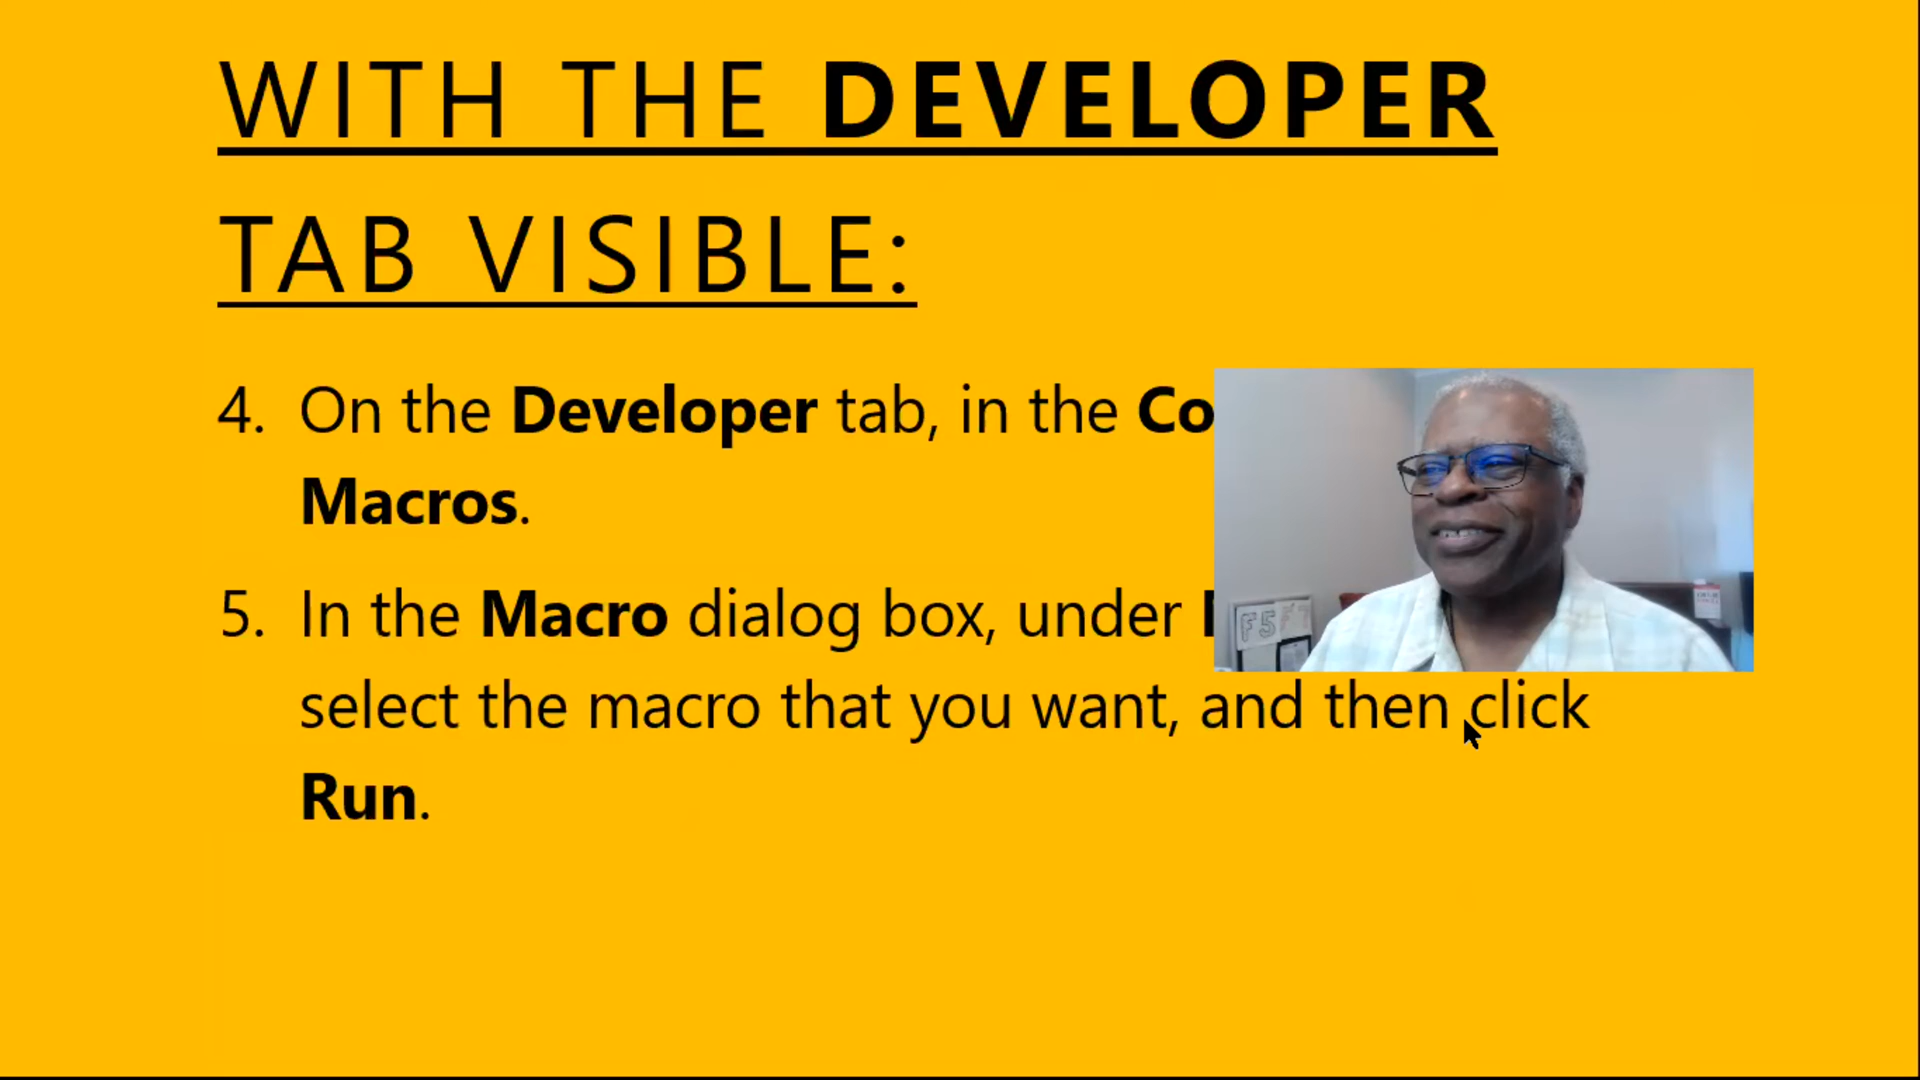 WITH THE DEVELOPER
TAB VISIBLE:
4. On the Developer tab, in the
Macros.
5. In the Macro dialog box, under
select the macro that you want, and then click
Run.
F5